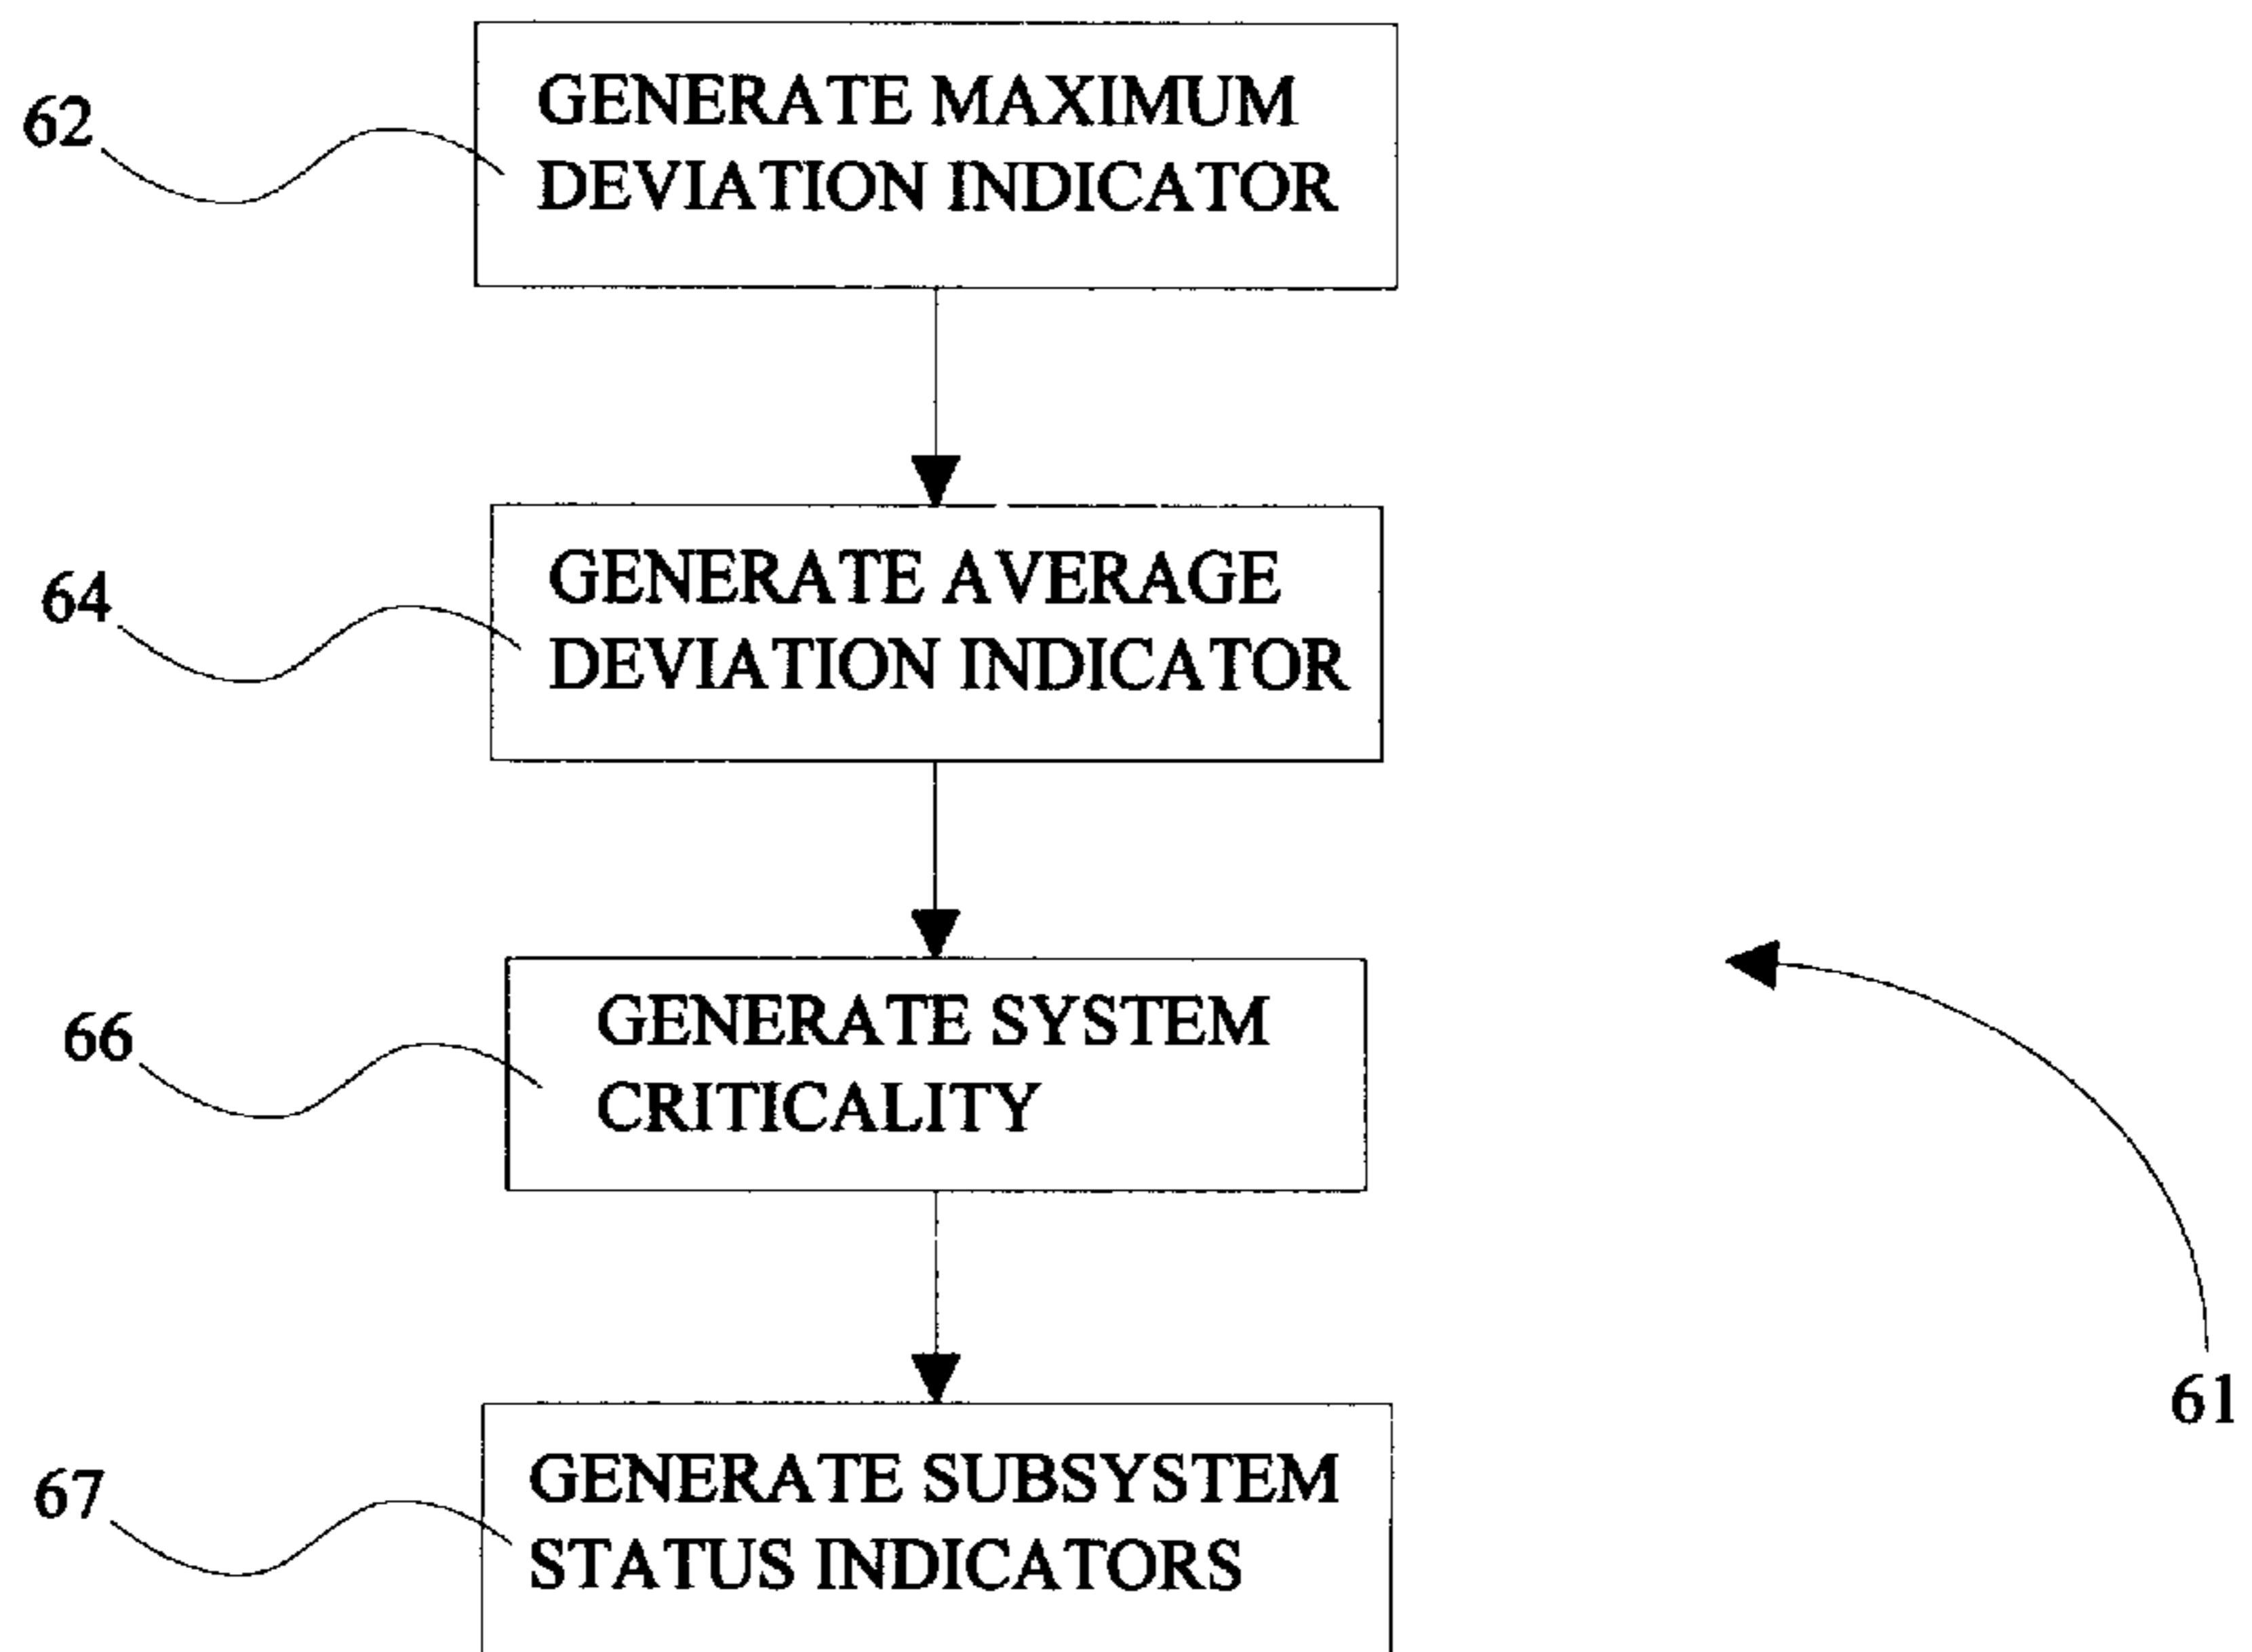 62
GENERATE MAXIMUM
DEVIATION INDICATOR
64
GENERATE AVERAGE
DEVIATION INDICATOR
66
GENERATE SYSTEM
CRITICALITY
61
67
GENERATE SUBSYSTEM
STATUS INDICATORS